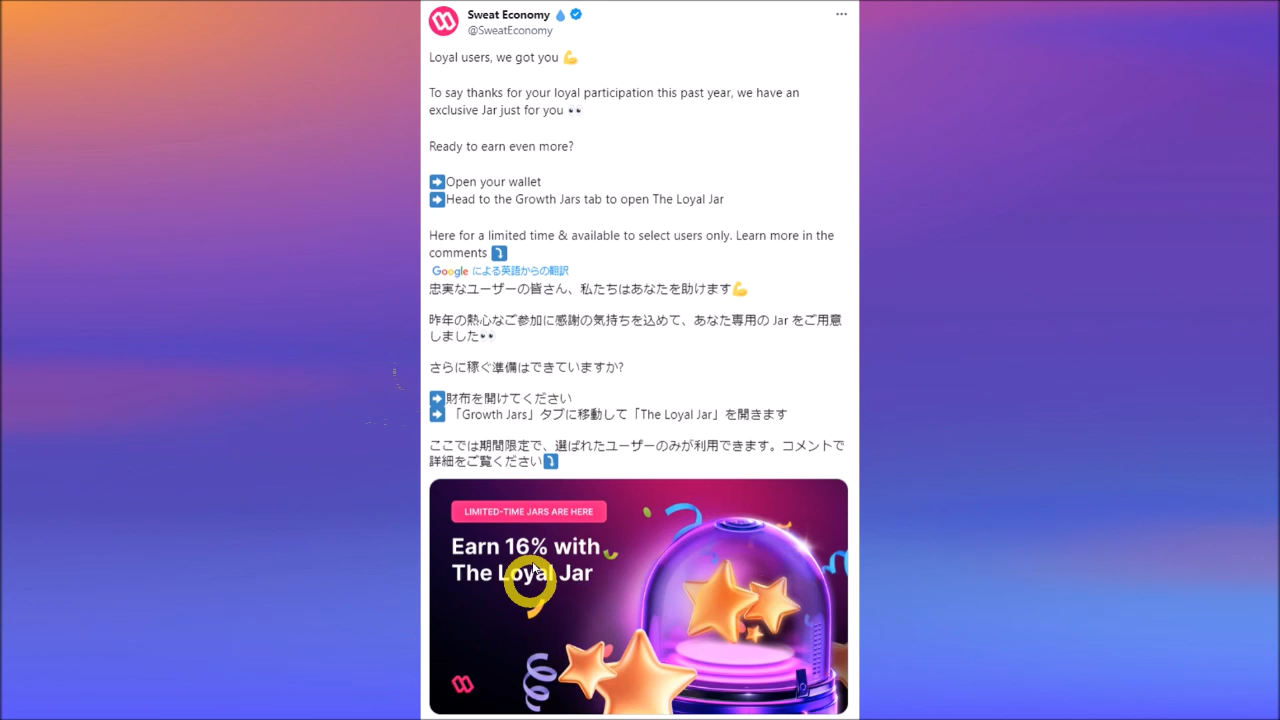 Sweat Economy
@SweatEconomy
Loyal users, we got you 💪
To say thanks for your loyal participation this past year, we have an
exclusive Jar just for you 👀
Ready to earn even more?
➡️Open your wallet
➡️Head to the Growth Jars tab to open The Loyal Jar
Here for a limited time & available to select users only. Learn more in the
comments ⤵️
Google による英語からの翻訳
忠実なユーザーの皆さん、私たちはあなたを助けます💪
昨年の熱心なご参加に感謝の気持ちを込めて、あなた専用の Jar をご用意
しました👀
さらに稼ぐ準備はできていますか?
➡️財布を開けてください
➡️「Growth Jars」タブに移動して「The Loyal Jar」を開きます
ここでは期間限定で、選ばれたユーザーのみが利用できます。コメントで
詳細をご覧ください⤵️
LIMITED-TIME JARS ARE HERE
Earn 16% with
The Loyal Jar